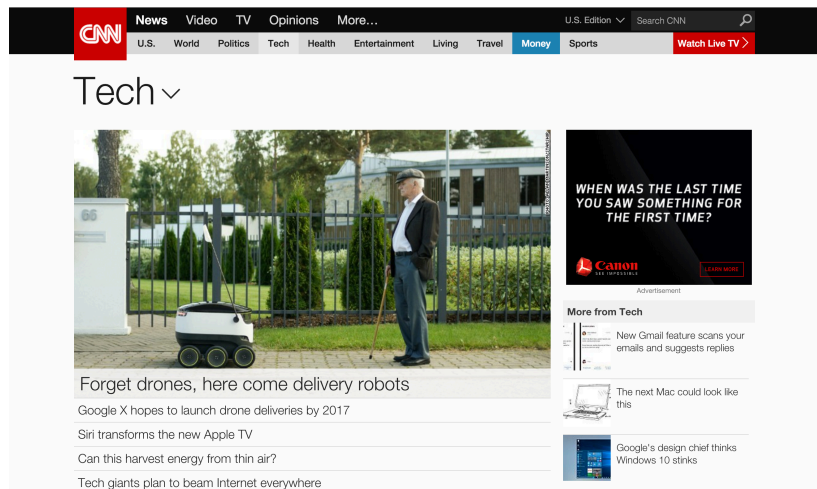 CNN
News Video TV Opinions More...
U.S. Edition
Search CNN
U.S. World Politics Tech Health Entertainment Living Travel Money Sports
Watch Live TV
Tech
66
Forget drones, here come delivery robots
Google X hopes to launch drone deliveries by 2017
Siri transforms the new Apple TV
Can this harvest energy from thin air?
Tech giants plan to beam Internet everywhere
WHEN WAS THE LAST TIME
YOU SAW SOMETHING FOR
THE FIRST TIME?
Canon
SEE IMPOSSIBLE
LEARN MORE
Advertisement
More from Tech
New Gmail feature scans your
emails and suggests replies
The next Mac could look like
this
Google's design chief thinks
Windows 10 stinks